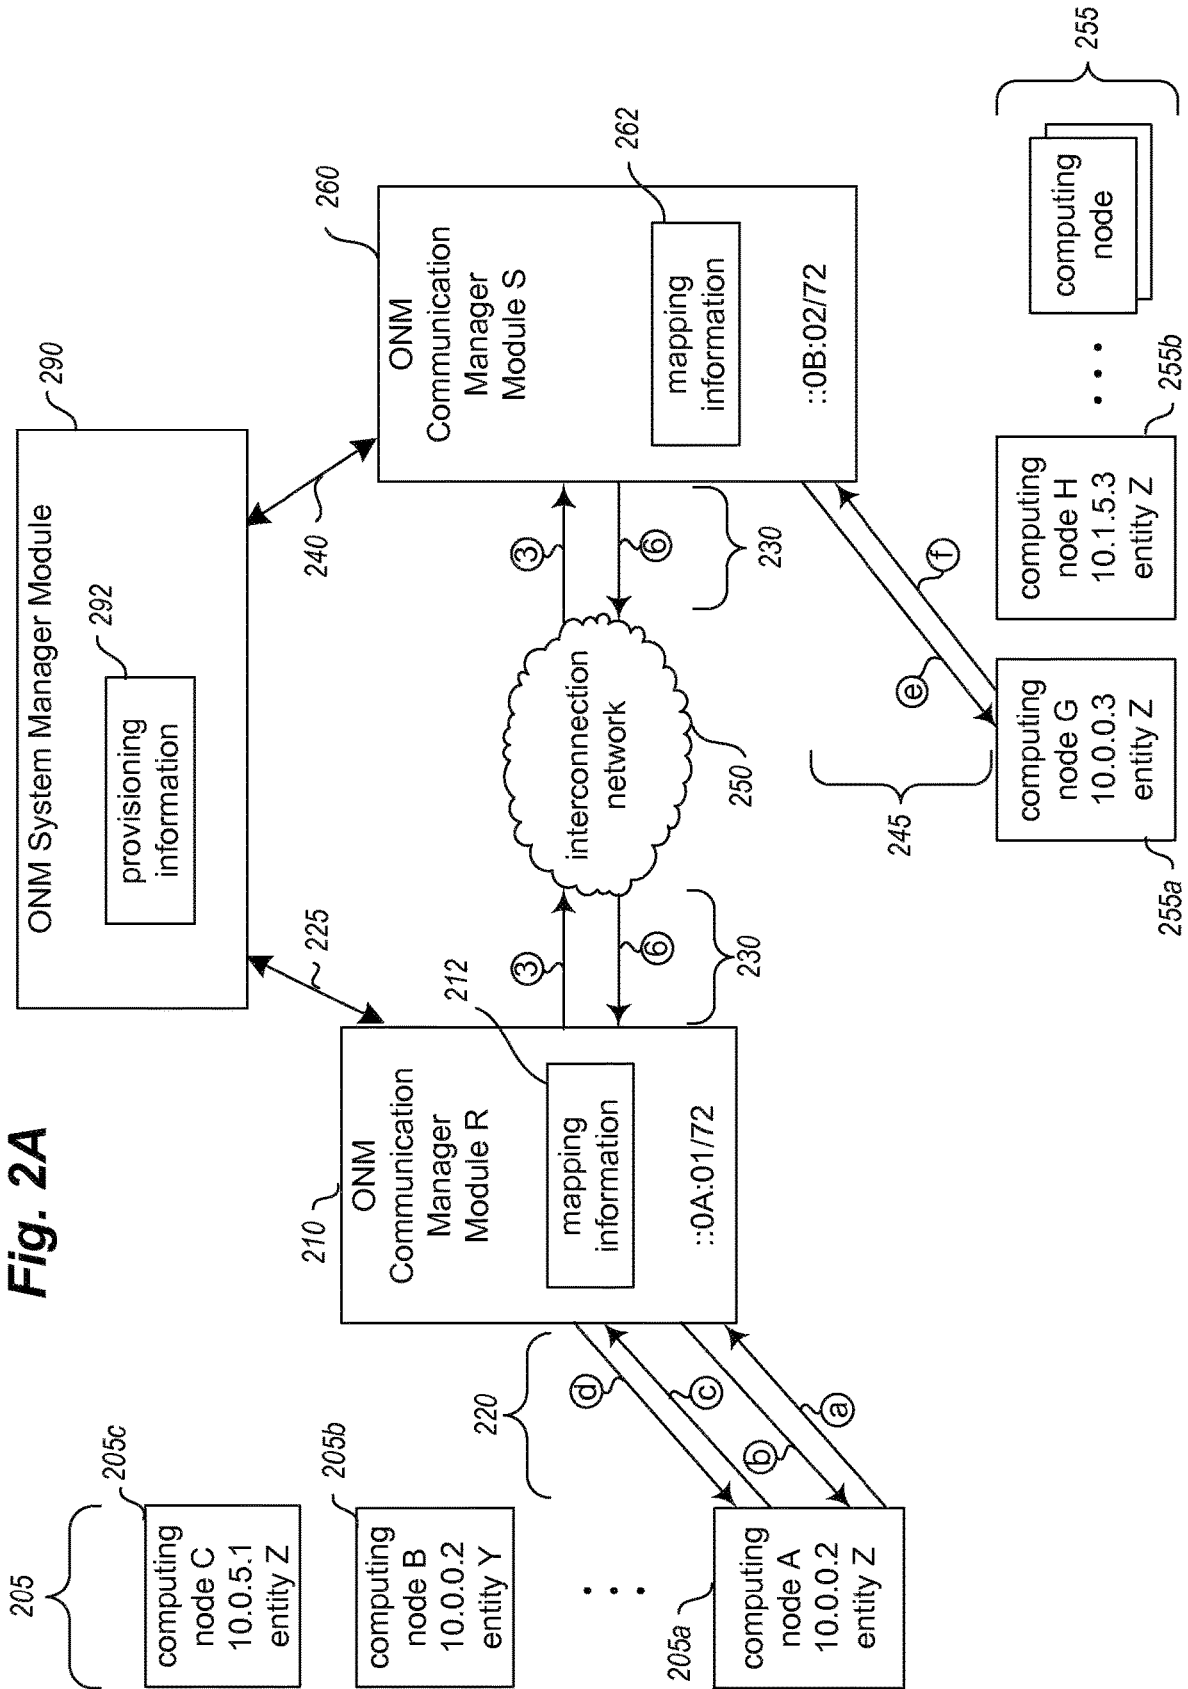 Fig. 2A
ONM System Manager Module
290
provisioning
information
292
225
240
210
ONM
Communication
Manager
Module R
mapping
information
212
::0A:01/72
260
ONM
Communication
Manager
Module S
mapping
information
262
::0B:02/72
3
6
230
interconnection
network
250
3
6
230
205
computing
node C
10.0.5.1
entity Z
205c
computing
node B
10.0.0.2
entity Y
205b
computing
node A
10.0.0.2
entity Z
205a
220
d
c
b
a
245
e
f
computing
node G
10.0.0.3
entity Z
255a
computing
node H
10.1.5.3
entity Z
255b
computing
node
255